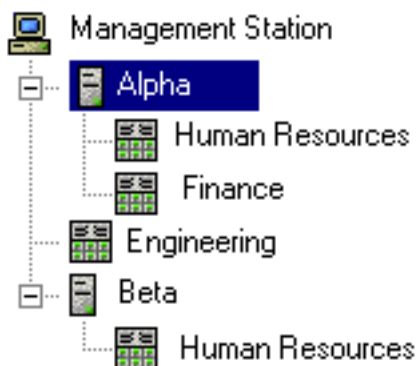 Management Station
Alpha
Human Resources
Finance
Engineering
Beta
Human Resources